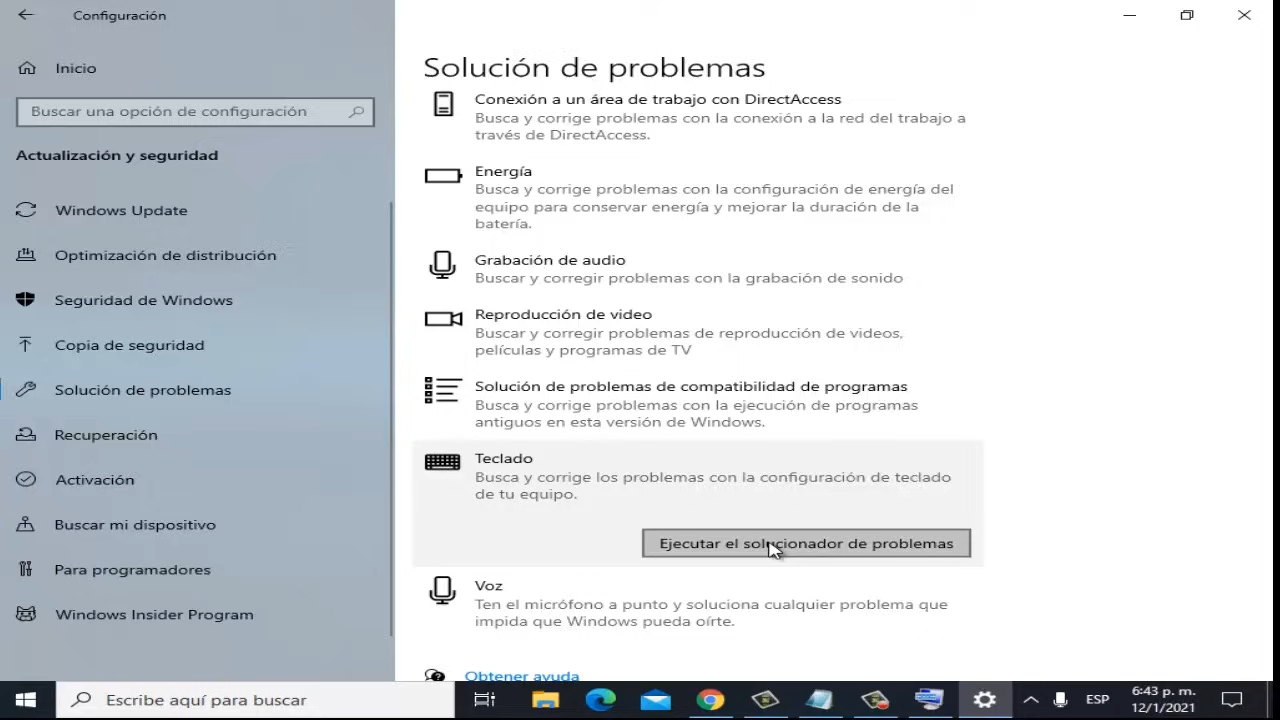 Configuración
Inicio
Buscar una opción de configuración
Actualización y seguridad
Windows Update
Optimización de distribución
Seguridad de Windows
Copia de seguridad
Solución de problemas
Recuperación
Activación
Buscar mi dispositivo
Para programadores
Windows Insider Program
Solución de problemas
Conexión a un área de trabajo con DirectAccess
Busca y corrige problemas con la conexión a la red del trabajo a
través de DirectAccess.
Energía
Busca y corrige problemas con la configuración de energía del
equipo para conservar energía y mejorar la duración de la
batería.
Grabación de audio
Buscar y corregir problemas con la grabación de sonido
Reproducción de video
Buscar y corregir problemas de reproducción de videos,
películas y programas de TV
Solución de problemas de compatibilidad de programas
Busca y corrige problemas con la ejecución de programas
antiguos en esta versión de Windows.
Teclado
Busca y corrige los problemas con la configuración de teclado
de tu equipo.
Ejecutar el solucionador de problemas
Voz
Ten el micrófono a punto y soluciona cualquier problema que
impida que Windows pueda oírte.
Obtener ayuda
Escribe aquí para buscar
ESP
6:43 p. m.
12/1/2021